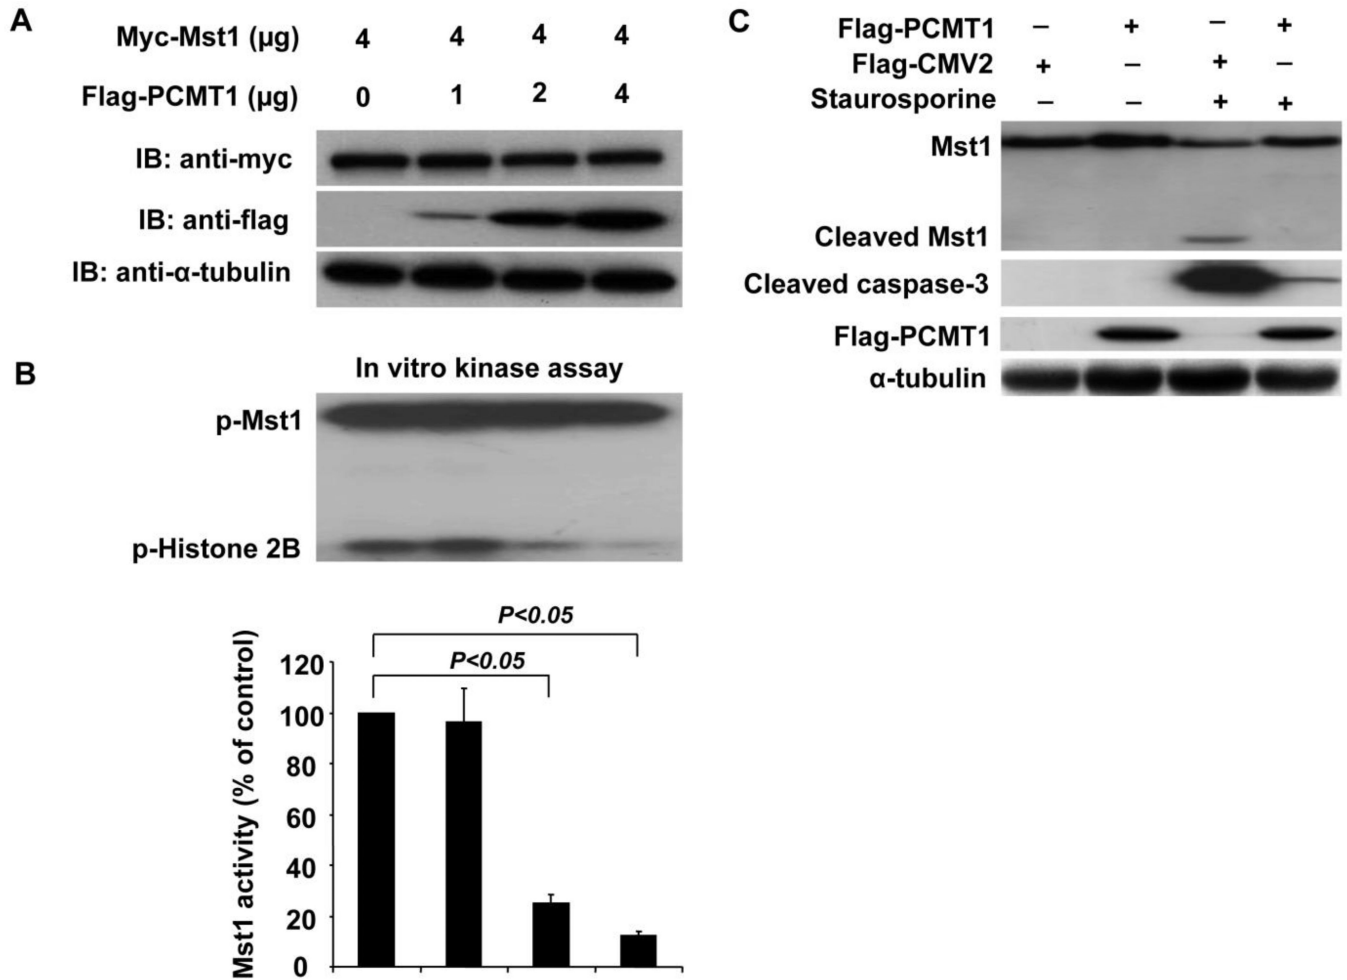 A
Myc-Mst1 (µg) 4 4 4 4
Flag-PCMT1 (µg) 0 1 2 4
IB: anti-myc
IB: anti-flag
IB: anti-α-tubulin
B
In vitro kinase assay
p-Mst1
p-Histone 2B
P<0.05
P<0.05
Mst1 activity (% of control)
120
100
80
60
40
20
0
C
Flag-PCMT1 – + – +
Flag-CMV2 + – + –
Staurosporine – – + +
Mst1
Cleaved Mst1
Cleaved caspase-3
Flag-PCMT1
α-tubulin